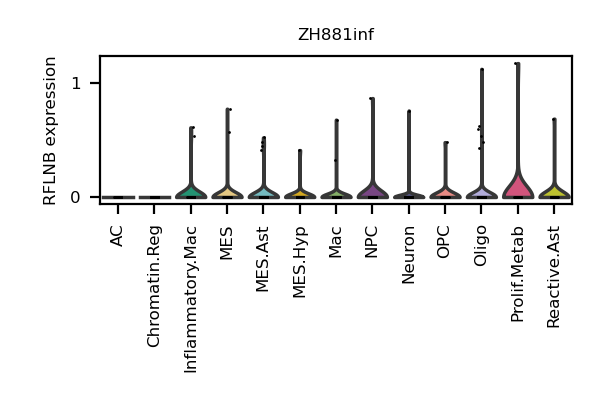 ZH881inf
RFLNB expression
1
0
AC
Chromatin.Reg
Inflammatory.Mac
MES
MES.Ast
MES.Hyp
Mac
NPC
Neuron
OPC
Oligo
Prolif.Metab
Reactive.Ast